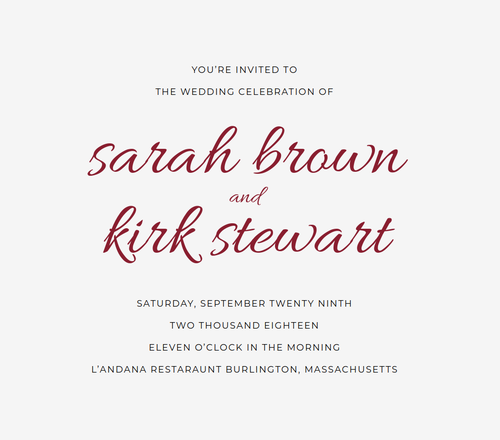 YOU'RE INVITED TO
THE WEDDING CELEBRATION OF
sarah brown
and
kirk stewart
SATURDAY, SEPTEMBER TWENTY NINTH
TWO THOUSAND EIGHTEEN
ELEVEN O'CLOCK IN THE MORNING
L'ANDANA RESTARAUNT BURLINGTON, MASSACHUSETTS